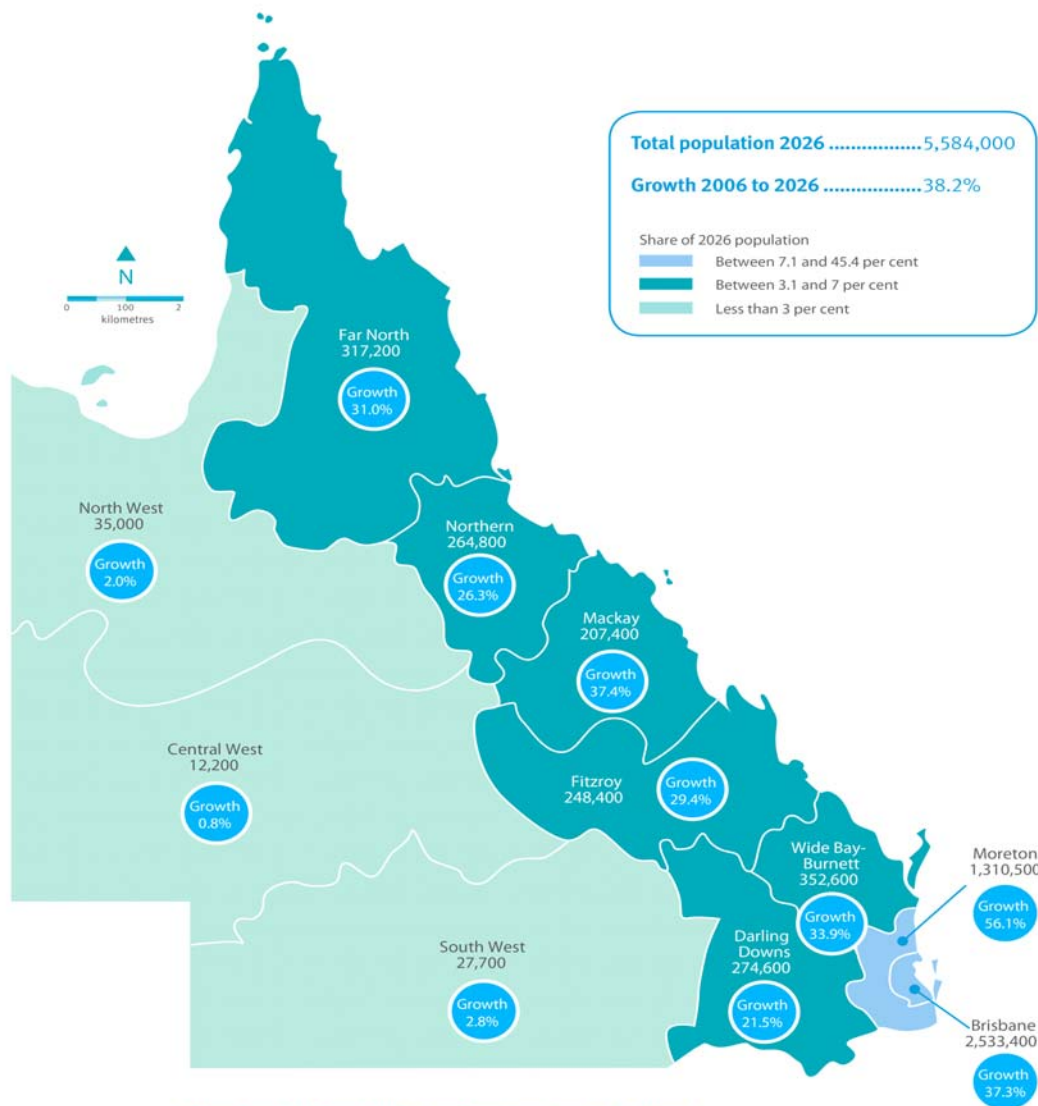 Total population 2026 ..................5,584,000
Growth 2006 to 2026 ...................38.2%
Share of 2026 population
Between 7.1 and 45.4 per cent
Between 3.1 and 7 per cent
Less than 3 per cent
N
0 100 2
kilometres
Far North
317,200
Growth
31.0%
North West
35,000
Growth
2.0%
Northern
264,800
Growth
26.3%
Mackay
207,400
Growth
37.4%
Central West
12,200
Growth
0.8%
Fitzroy
248,400
Growth
29.4%
Wide Bay-
Burnett
352,600
Growth
33.9%
Moreton
1,310,500
Growth
56.1%
South West
27,700
Growth
2.8%
Darling
Downs
274,600
Growth
21.5%
Brisbane
2,533,400
Growth
37.3%